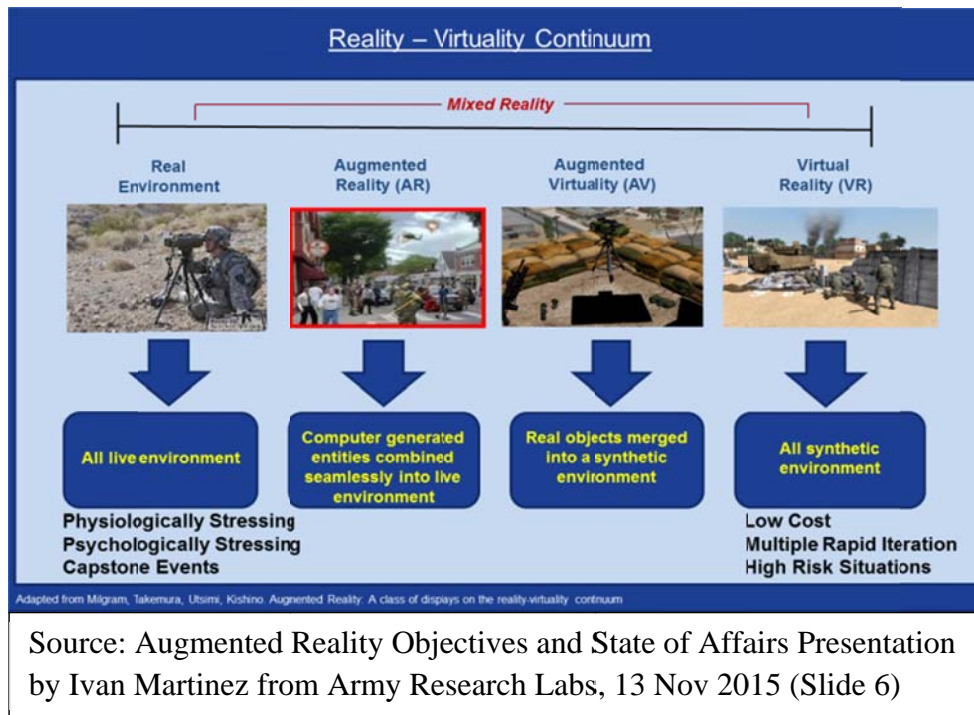 Reality – Virtuality Continuum
Mixed Reality
Real
Environment
Augmented
Reality (AR)
Augmented
Virtuality (AV)
Virtual
Reality (VR)
All live environment
Computer generated
entities combined
seamlessly into live
environment
Real objects merged
into a synthetic
environment
All synthetic
environment
Physiologically Stressing
Psychologically Stressing
Capstone Events
Low Cost
Multiple Rapid Iteration
High Risk Situations
Adapted from Milgram, Takemura, Utsimi, Kishino. Augmented Reality: A class of displays on the reality-virtuality continuum
Source: Augmented Reality Objectives and State of Affairs Presentation
by Ivan Martinez from Army Research Labs, 13 Nov 2015 (Slide 6)